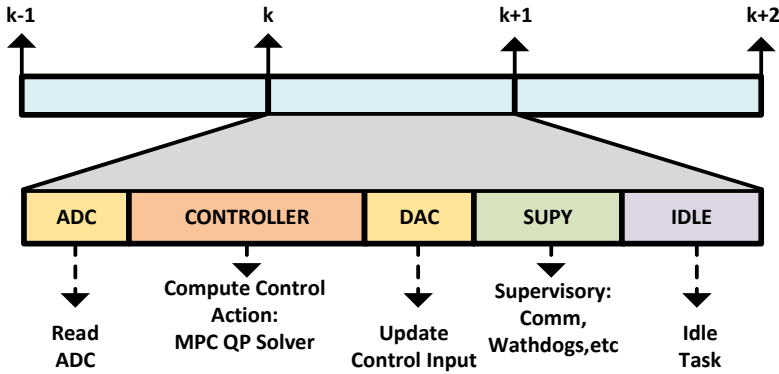 k-1 k k+1 k+2
ADC CONTROLLER DAC SUPY IDLE
Read
ADC
Compute Control
Action:
MPC QP Solver
Update
Control Input
Supervisory:
Comm,
Wathdogs,etc
Idle
Task